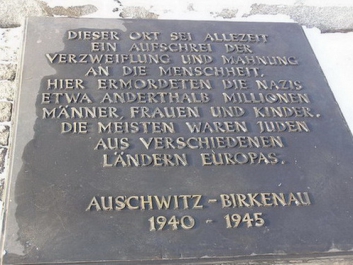 DIESER ORT SEI ALLEZEIT
EIN AUFSCHREI DER
VERZWEIFLUNG UND MAHNUNG
AN DIE MENSCHHEIT.
HIER ERMORDETEN DIE NAZIS
ETWA ANDERTHALB MILLIONEN
MÄNNER, FRAUEN UND KINDER.
DIE MEISTEN WAREN JUDEN
AUS VERSCHIEDENEN
LÄNDERN EUROPAS.
AUSCHWITZ-BIRKENAU
1940 - 1945